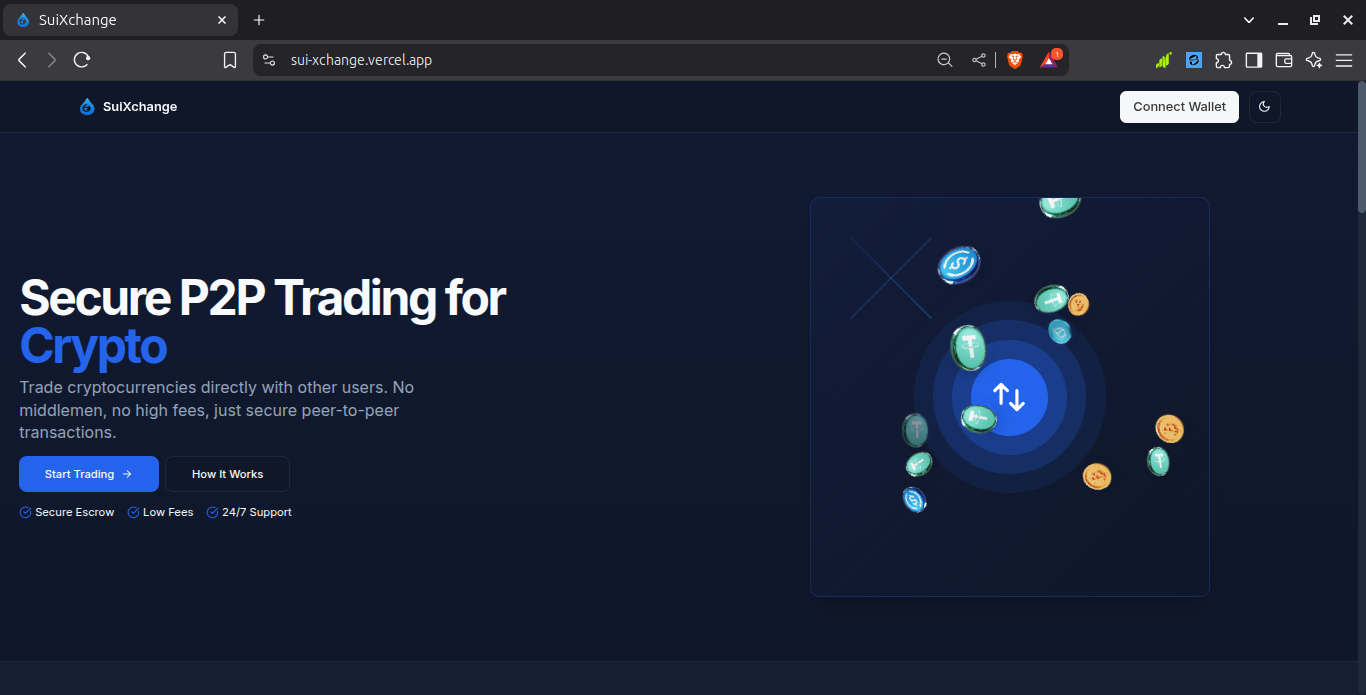 SuiXchange
sui-xchange.vercel.app
1
SuiXchange
Connect Wallet
Secure P2P Trading for
Crypto
Trade cryptocurrencies directly with other users. No
middlemen, no high fees, just secure peer-to-peer
transactions.
Start Trading
How It Works
Secure Escrow
Low Fees
24/7 Support